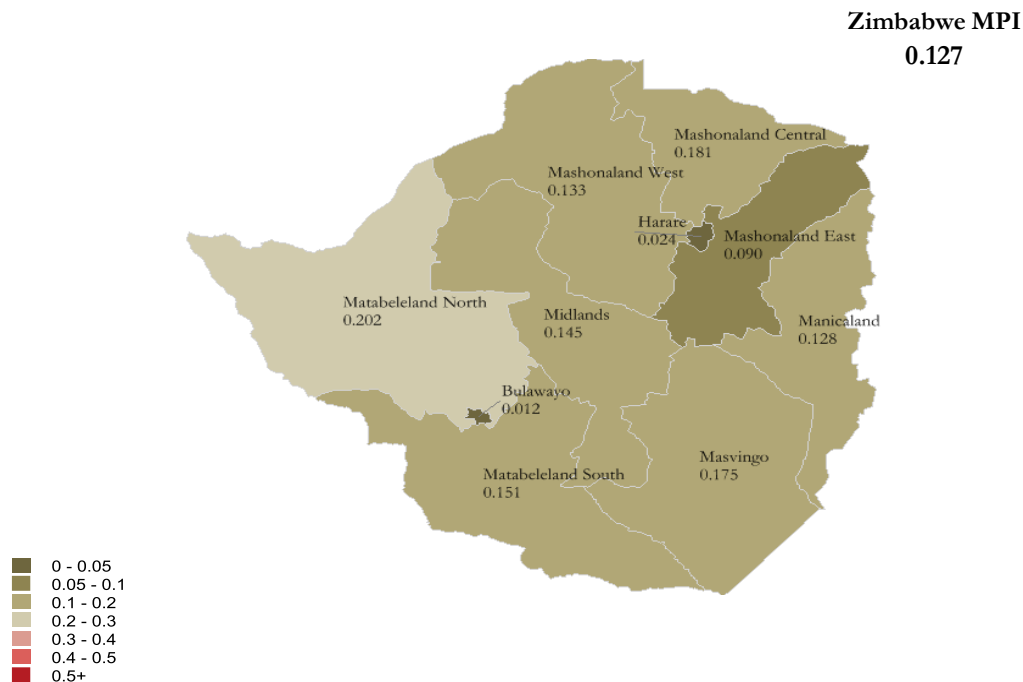 Zimbabwe MPI
0.127
Mashonaland Central
0.181
Mashonaland West
0.133
Harare
0.024
Mashonaland East
0.090
Matabeleland North
0.202
Midlands
0.145
Manicaland
0.128
Bulawayo
0.012
Masvingo
0.175
Matabeleland South
0.151
0 - 0.05
0.05 - 0.1
0.1 - 0.2
0.2 - 0.3
0.3 - 0.4
0.4 - 0.5
0.5+